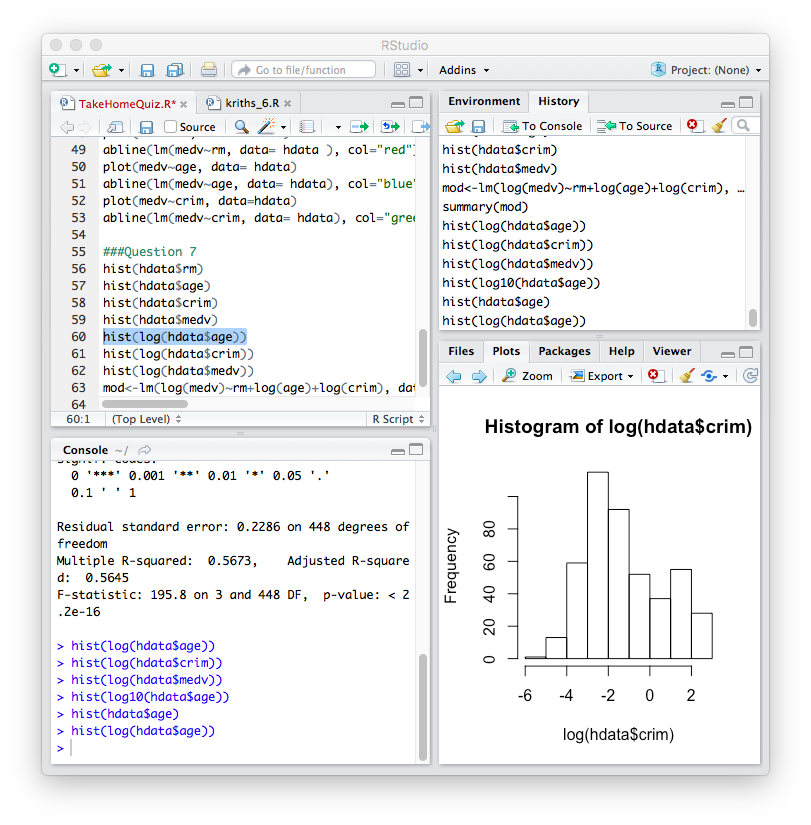 RStudio
Go to file/function
Addins
Project: (None)
TakeHomeQuiz.R*
kriths_6.R
Source
49 abline(lm(medv~rm, data= hdata ), col="red")
50 plot(medv~age, data= hdata)
51 abline(lm(medv~age, data= hdata), col="blue"
52 plot(medv~crim, data=hdata)
53 abline(lm(medv~crim, data= hdata), col="gree
54
55 ###Question 7
56 hist(hdata$rm)
57 hist(hdata$age)
58 hist(hdata$crim)
59 hist(hdata$medv)
60 hist(log(hdata$age))
61 hist(log(hdata$crim))
62 hist(log(hdata$medv))
63 mod<-lm(log(medv)~rm+log(age)+log(crim), dat
64
60:1 (Top Level) R Script
Console ~/
0 '***' 0.001 '**' 0.01 '*' 0.05 '.'
0.1 ' ' 1
Residual standard error: 0.2286 on 448 degrees of
freedom
Multiple R-squared:  0.5673,    Adjusted R-square
d:  0.5645
F-statistic: 195.8 on 3 and 448 DF,  p-value: < 2
.2e-16
> hist(log(hdata$age))
> hist(log(hdata$crim))
> hist(log(hdata$medv))
> hist(log10(hdata$age))
> hist(hdata$age)
> hist(log(hdata$age))
>
Environment History
To Console To Source
hist(hdata$crim)
hist(hdata$medv)
mod<-lm(log(medv)~rm+log(age)+log(crim), …
summary(mod)
hist(log(hdata$age))
hist(log(hdata$crim))
hist(log(hdata$medv))
hist(log10(hdata$age))
hist(hdata$age)
hist(log(hdata$age))
Files Plots Packages Help Viewer
Zoom Export
Histogram of log(hdata$crim)
Frequency
80
60
40
20
0
-6 -4 -2 0 2
log(hdata$crim)